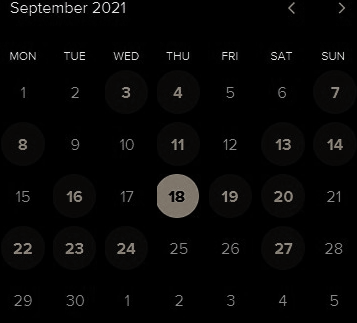 September 2021
MON TUE WED THU FRI SAT SUN
1 2 3 4 5 6 7
8 9 10 11 12 13 14
15 16 17 18 19 20 21
22 23 24 25 26 27 28
29 30 1 2 3 4 5